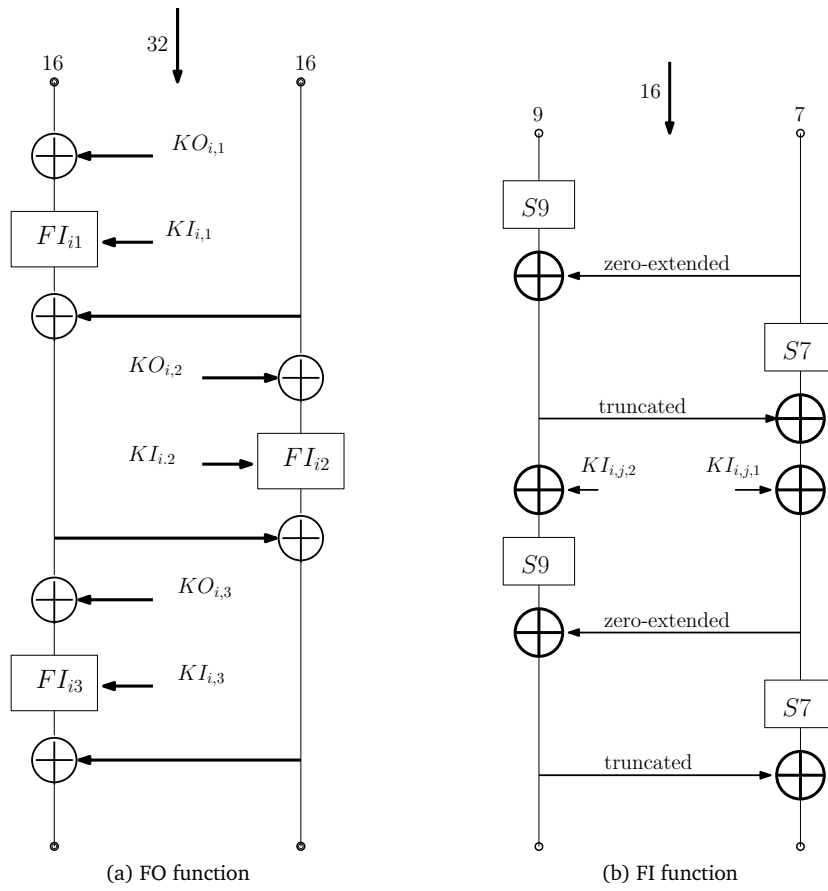 32
16
16
KO_{i,1}
FI_{i1}
KI_{i,1}
KO_{i,2}
KI_{i.2}
FI_{i2}
KO_{i,3}
FI_{i3}
KI_{i,3}
(a) FO function
16
9
7
S9
zero-extended
S7
truncated
KI_{i,j,2}
KI_{i,j,1}
S9
zero-extended
S7
truncated
(b) FI function